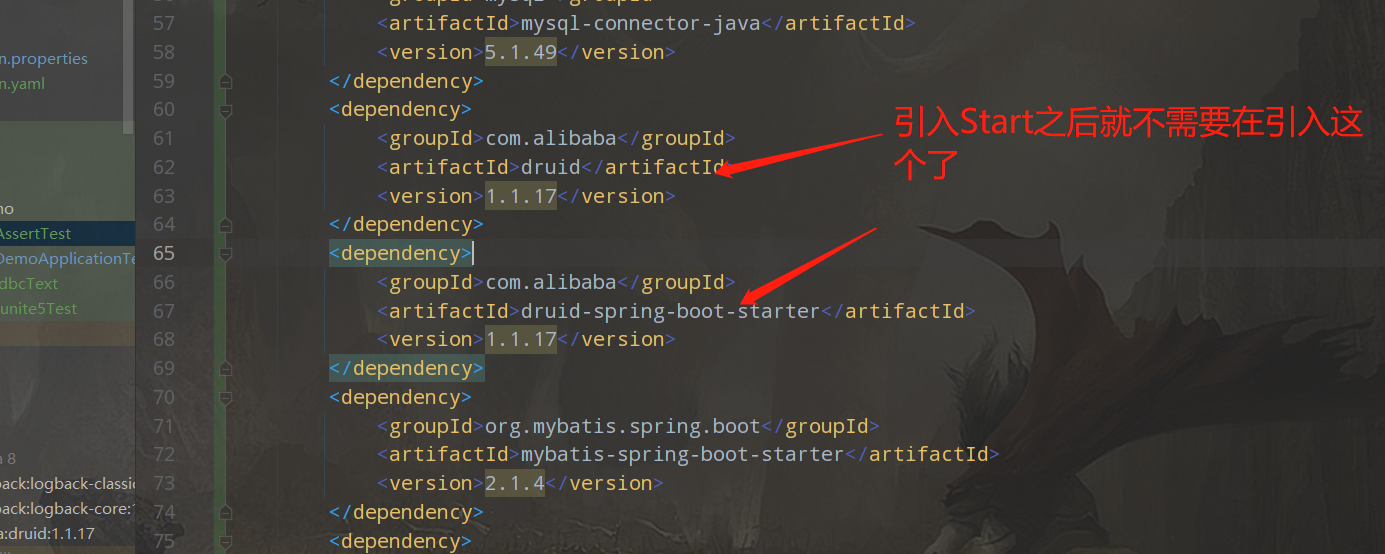 57 <artifactId>mysql-connector-java</artifactId>
58 <version>5.1.49</version>
59 </dependency>
60 <dependency>
61 <groupId>com.alibaba</groupId>
62 <artifactId>druid</artifactId>
63 <version>1.1.17</version>
64 </dependency>
65 <dependency>
66 <groupId>com.alibaba</groupId>
67 <artifactId>druid-spring-boot-starter</artifactId>
68 <version>1.1.17</version>
69 </dependency>
70 <dependency>
71 <groupId>org.mybatis.spring.boot</groupId>
72 <artifactId>mybatis-spring-boot-starter</artifactId>
73 <version>2.1.4</version>
74 </dependency>
75 <dependency>
引入Start之后就不需要在引入这
个了
n.properties
n.yaml
no
AssertTest
DemoApplicationTe
dbcText
unite5Test
n 8
back:logback-classic
back:logback-core:1
a:druid:1.1.17